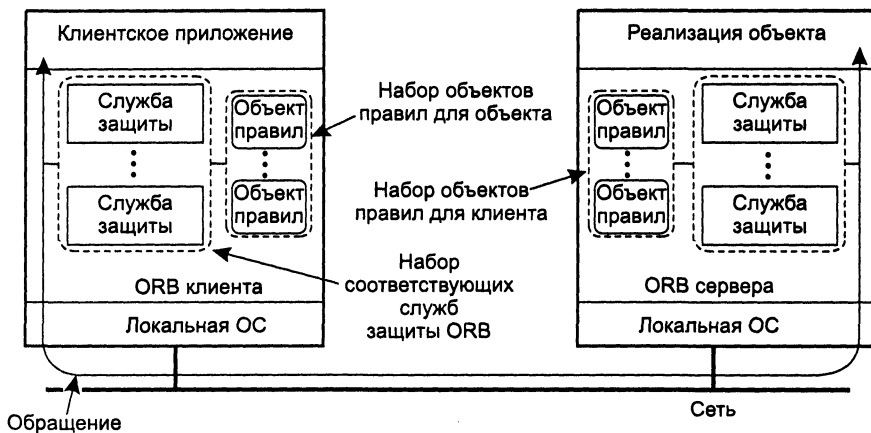 Клиентское приложение
Реализация объекта
Служба
защиты
Объект
правил
Служба
защиты
Объект
правил
Набор объектов
правил для объекта
Набор объектов
правил для клиента
Объект
правил
Служба
защиты
Объект
правил
Служба
защиты
Набор
соответствующих
служб
защиты ORB
ORB клиента
ORB сервера
Локальная ОС
Локальная ОС
Обращение
Сеть